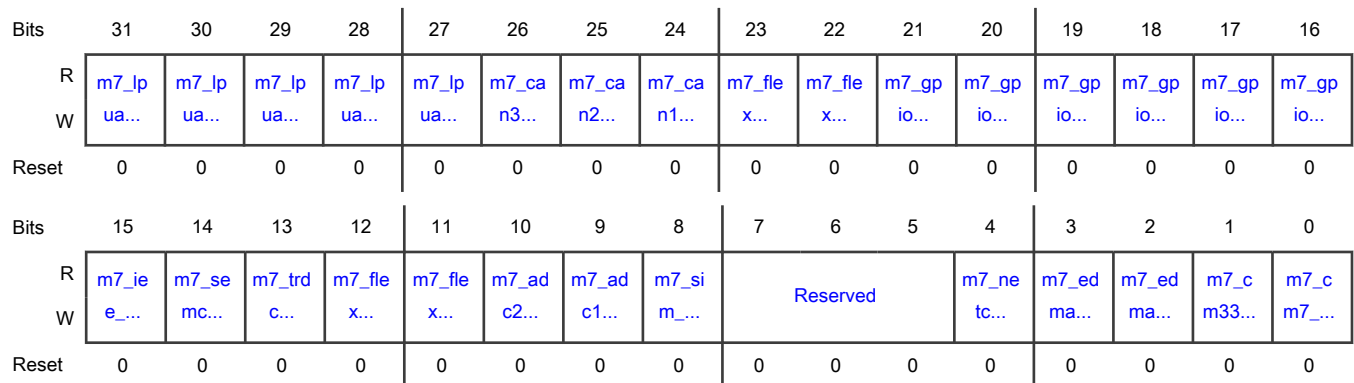 Bits 31 30 29 28 27 26 25 24 23 22 21 20 19 18 17 16
R m7_lp m7_lp m7_lp m7_lp m7_lp m7_ca m7_ca m7_ca m7_fle m7_fle m7_gp m7_gp m7_gp m7_gp m7_gp m7_gp
W ua... ua... ua... ua... ua... n3... n2... n1... x... x... io... io... io... io... io... io...
Reset 0 0 0 0 0 0 0 0 0 0 0 0 0 0 0 0
Bits 15 14 13 12 11 10 9 8 7 6 5 4 3 2 1 0
R m7_ie m7_se m7_trd m7_fle m7_fle m7_ad m7_ad m7_si Reserved m7_ne m7_ed m7_ed m7_c m7_c
W e_... mc... c... x... x... c2... c1... m_... tc... ma... ma... m33... m7_...
Reset 0 0 0 0 0 0 0 0 0 0 0 0 0 0 0 0